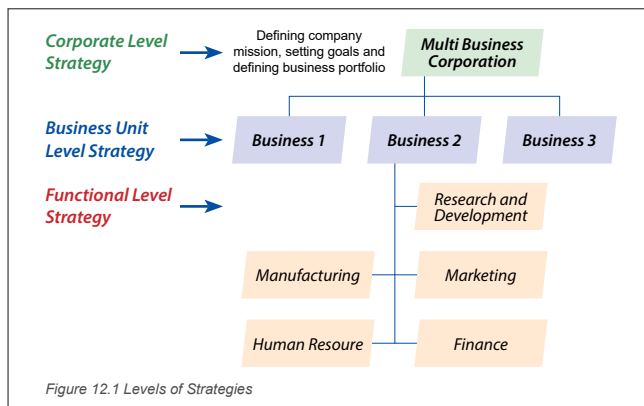 Corporate Level
Strategy
Defining company
mission, setting goals and
defining business portfolio
Multi Business
Corporation
Business Unit
Level Strategy
Business 1
Business 2
Business 3
Functional Level
Strategy
Research and
Development
Manufacturing
Marketing
Human Resoure
Finance
Figure 12.1 Levels of Strategies